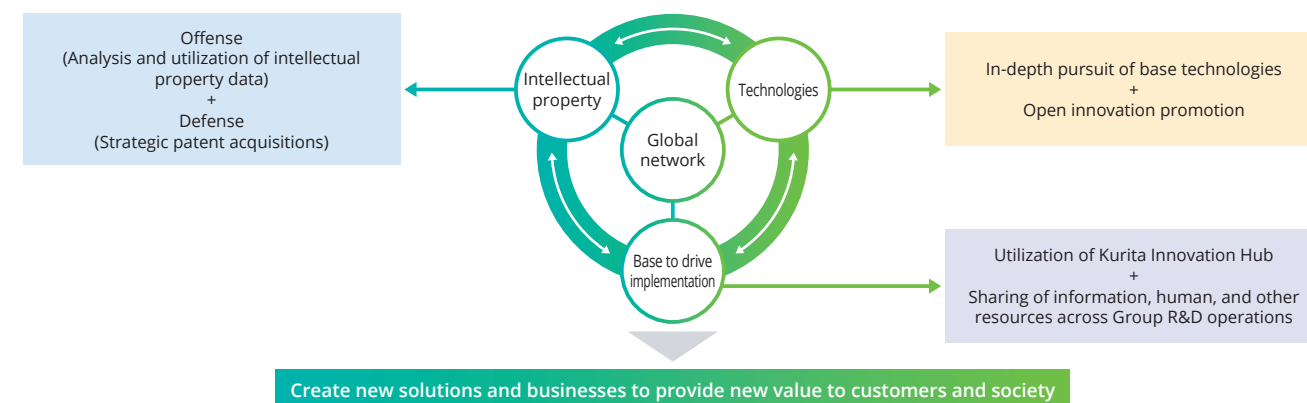 Offense
(Analysis and utilization of intellectual
property data)
+
Defense
(Strategic patent acquisitions)
Intellectual
property
Technologies
Global
network
Base to drive
implementation
In-depth pursuit of base technologies
+
Open innovation promotion
Utilization of Kurita Innovation Hub
+
Sharing of information, human, and other
resources across Group R&D operations
Create new solutions and businesses to provide new value to customers and society